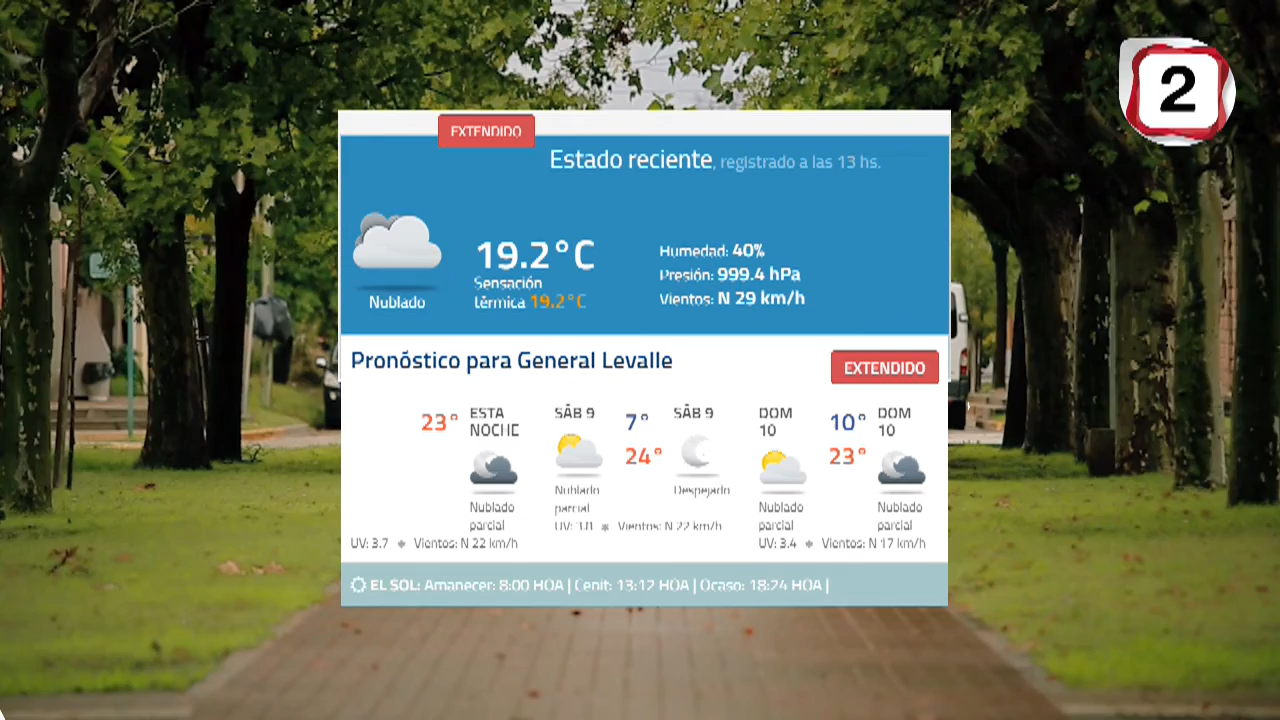 2
EXTENDIDO
Estado reciente, registrado a las 13 hs.
19.2°C
Sensación
térmica 19.2°C
Nublado
Humedad: 40%
Presión: 999.4 hPa
Vientos: N 29 km/h
Pronóstico para General Levalle
EXTENDIDO
23°
ESTA
NOCHE
Nublado
parcial
UV: 3.7 Vientos: N 22 km/h
SÁB 9
Nublado
parcial
7°
24°
SÁB 9
Despejado
Vientos: N 22 km/h
DOM
10
Nublado
parcial
10°
23°
DOM
10
Nublado
parcial
UV: 3.4 Vientos: N 17 km/h
EL SOL: Amanecer: 8:00 HOA | Cenit: 13:12 HOA | Ocaso: 18:24 HOA |